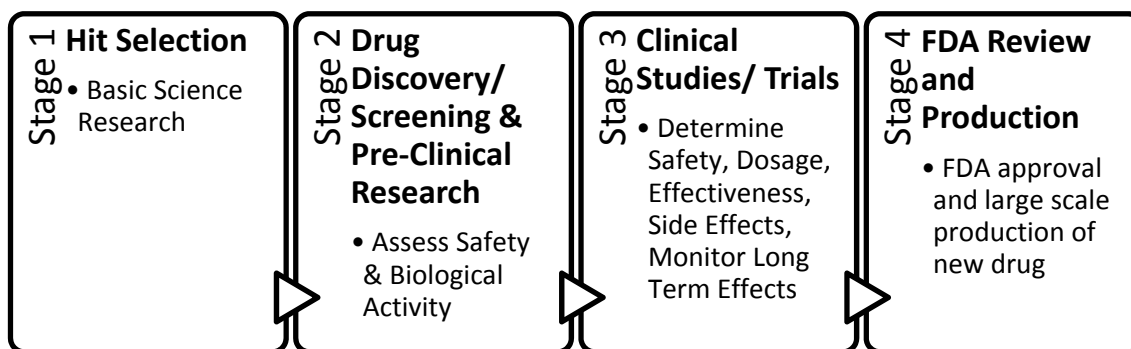 Stage 1
Hit Selection
• Basic Science
Research
Stage 2
Drug
Discovery/
Screening &
Pre-Clinical
Research
• Assess Safety
& Biological
Activity
Stage 3
Clinical
Studies/ Trials
• Determine
Safety, Dosage,
Effectiveness,
Side Effects,
Monitor Long
Term Effects
Stage 4
FDA Review
and
Production
• FDA approval
and large scale
production of
new drug